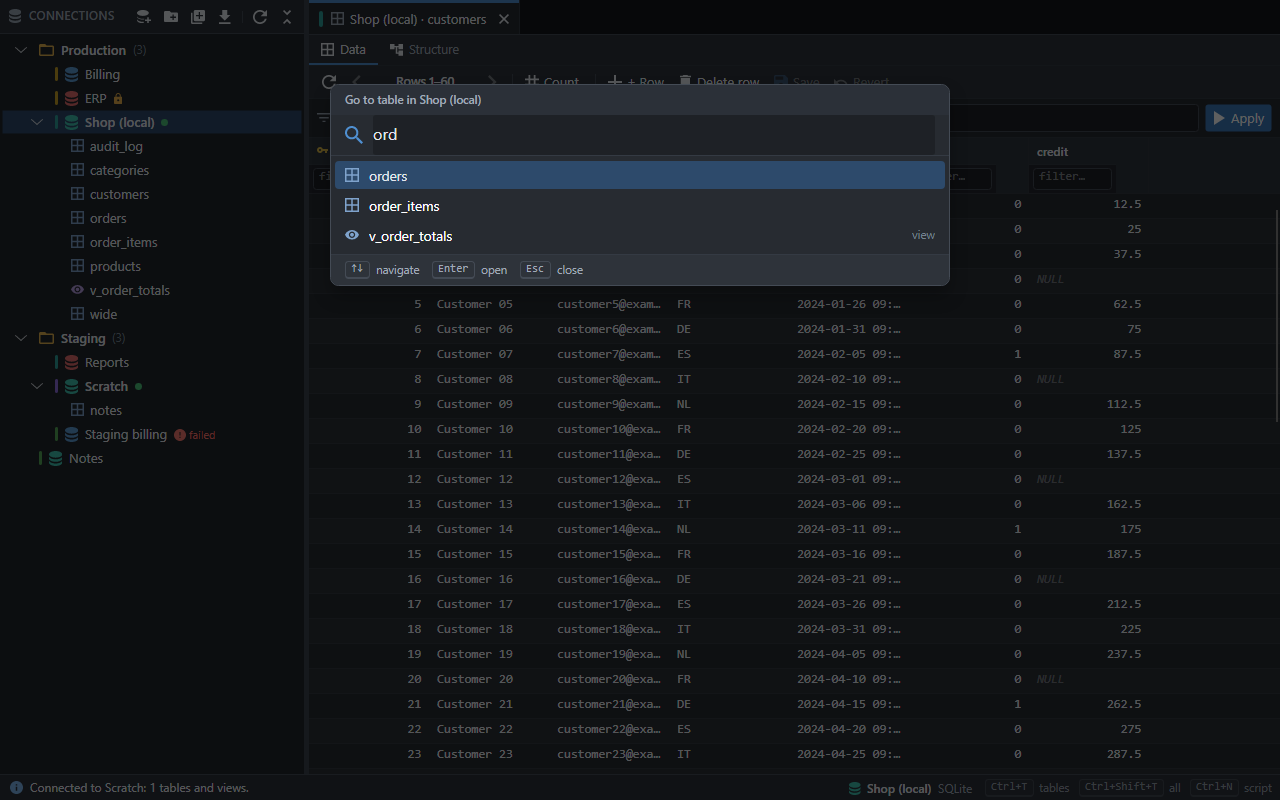 CONNECTIONS
Production (3)
Billing
ERP
Shop (local)
audit_log
categories
customers
orders
order_items
products
v_order_totals
wide
Staging (3)
Reports
Scratch
notes
Staging billing failed
Notes
Shop (local) · customers
Data Structure
Rows 1–60 Count + Row Delete row Save Revert
Apply
Go to table in Shop (local)
ord
orders
order_items
v_order_totals view
↑↓ navigate Enter open Esc close
credit
filter…
0 12.5
0 25
0 37.5
0 NULL
5 Customer 05 customer5@exam… FR 2024-01-26 09:… 0 62.5
6 Customer 06 customer6@exam… DE 2024-01-31 09:… 0 75
7 Customer 07 customer7@exam… ES 2024-02-05 09:… 1 87.5
8 Customer 08 customer8@exam… IT 2024-02-10 09:… 0 NULL
9 Customer 09 customer9@exam… NL 2024-02-15 09:… 0 112.5
10 Customer 10 customer10@exa… FR 2024-02-20 09:… 0 125
11 Customer 11 customer11@exa… DE 2024-02-25 09:… 0 137.5
12 Customer 12 customer12@exa… ES 2024-03-01 09:… 0 NULL
13 Customer 13 customer13@exa… IT 2024-03-06 09:… 0 162.5
14 Customer 14 customer14@exa… NL 2024-03-11 09:… 1 175
15 Customer 15 customer15@exa… FR 2024-03-16 09:… 0 187.5
16 Customer 16 customer16@exa… DE 2024-03-21 09:… 0 NULL
17 Customer 17 customer17@exa… ES 2024-03-26 09:… 0 212.5
18 Customer 18 customer18@exa… IT 2024-03-31 09:… 0 225
19 Customer 19 customer19@exa… NL 2024-04-05 09:… 0 237.5
20 Customer 20 customer20@exa… FR 2024-04-10 09:… 0 NULL
21 Customer 21 customer21@exa… DE 2024-04-15 09:… 1 262.5
22 Customer 22 customer22@exa… ES 2024-04-20 09:… 0 275
23 Customer 23 customer23@exa… IT 2024-04-25 09:… 0 287.5
Connected to Scratch: 1 tables and views.
Shop (local) SQLite Ctrl+T tables Ctrl+Shift+T all Ctrl+N script